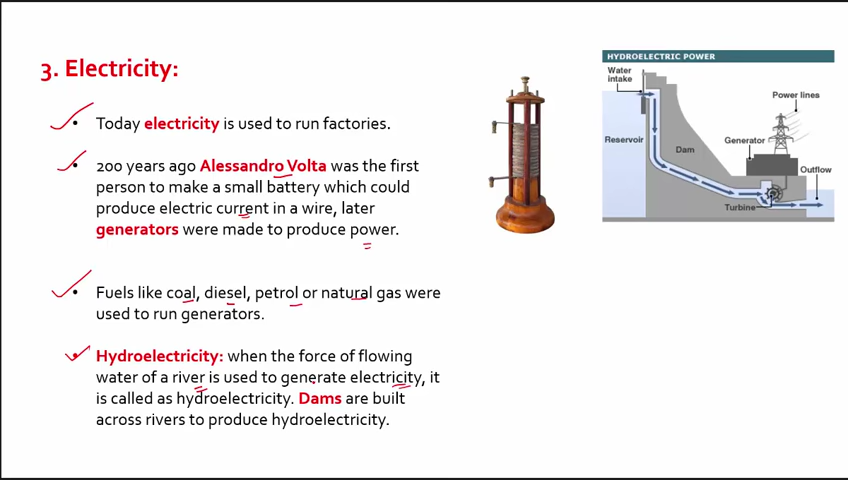 3. Electricity:
• Today electricity is used to run factories.
• 200 years ago Alessandro Volta was the first
person to make a small battery which could
produce electric current in a wire, later
generators were made to produce power.
• Fuels like coal, diesel, petrol or natural gas were
used to run generators.
• Hydroelectricity: when the force of flowing
water of a river is used to generate electricity, it
is called as hydroelectricity. Dams are built
across rivers to produce hydroelectricity.
HYDROELECTRIC POWER
Water
intake
Power lines
Reservoir
Dam
Generator
Outflow
Turbine